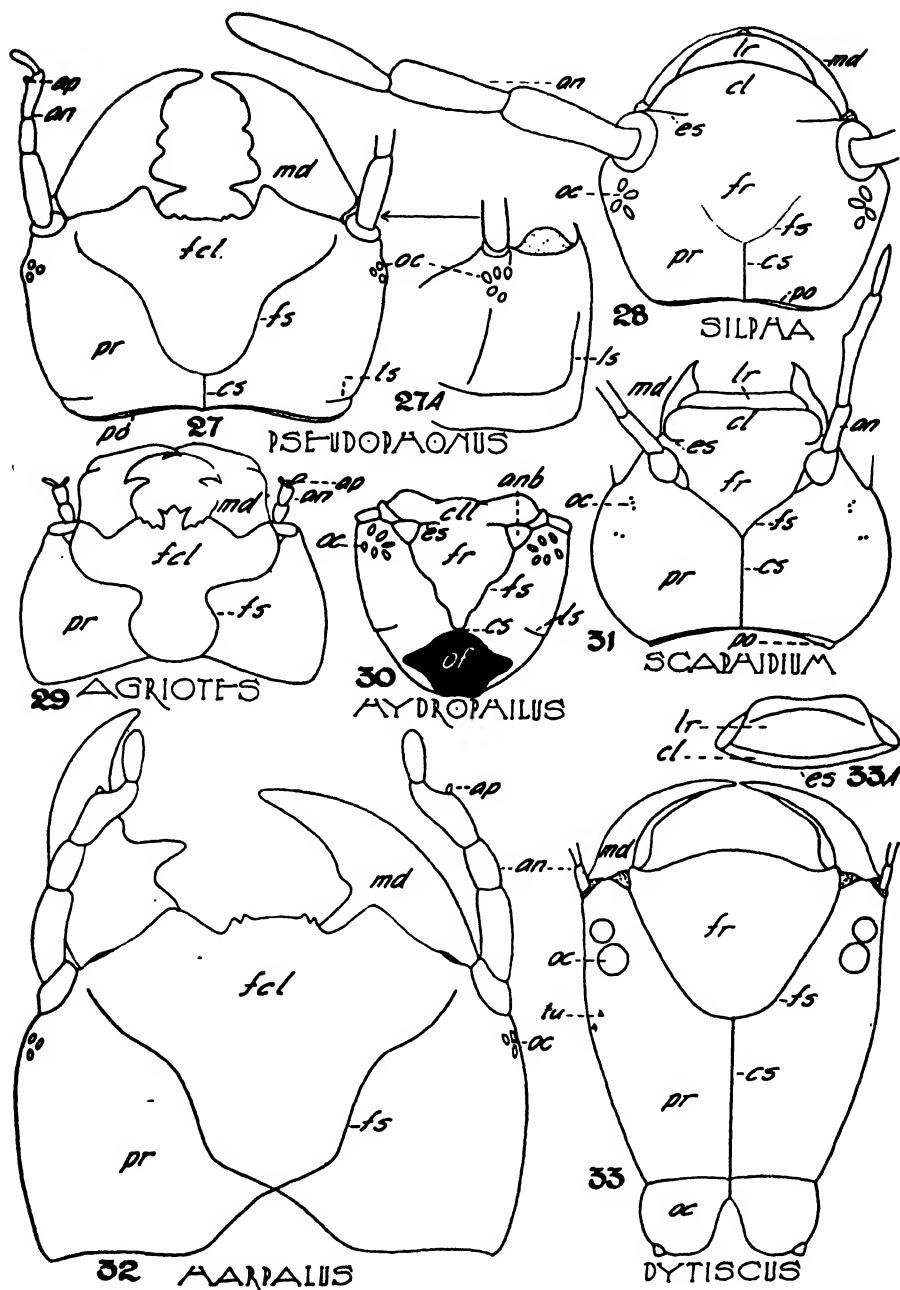 ap
an
md
fcl.
oc
fs
pr
cs
ls
po
27
27A
ls
PSEUDOPHONUS
an
lr
md
cl
es
oc
fr
fs
pr
cs
po
28
SILPHA
ap
an
md
fcl
pr
fs
29 AGRIOTES
anb
cll
es
oc
fr
fs
cs
ls
of
30
HYDROPHILUS
md
lr
cl
an
es
oc
fr
fs
pr
cs
31
po
SCAPHIDIUM
lr
cl
es 33A
ap
an
md
fcl
oc
fs
pr
32 HARPALUS
md
fr
oc
fs
tu
cs
pr
33
oc
DYTISCUS